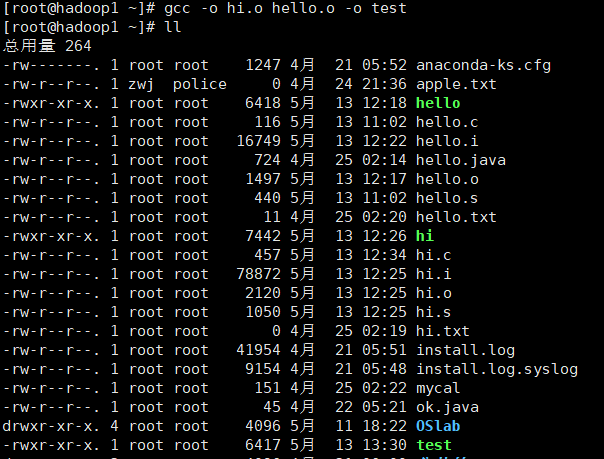 [root@hadoop1 ~]# gcc -o hi.o hello.o -o test
[root@hadoop1 ~]# ll
总用量 264
-rw-------. 1 root root 1247 4月 21 05:52 anaconda-ks.cfg
-rw-r--r--. 1 zwj police 0 4月 24 21:36 apple.txt
-rwxr-xr-x. 1 root root 6418 5月 13 12:18 hello
-rw-r--r--. 1 root root 116 5月 13 11:02 hello.c
-rw-r--r--. 1 root root 16749 5月 13 12:22 hello.i
-rw-r--r--. 1 root root 724 4月 25 02:14 hello.java
-rw-r--r--. 1 root root 1497 5月 13 12:17 hello.o
-rw-r--r--. 1 root root 440 5月 13 11:02 hello.s
-rw-r--r--. 1 root root 11 4月 25 02:20 hello.txt
-rwxr-xr-x. 1 root root 7442 5月 13 12:26 hi
-rw-r--r--. 1 root root 457 5月 13 12:34 hi.c
-rw-r--r--. 1 root root 78872 5月 13 12:25 hi.i
-rw-r--r--. 1 root root 2120 5月 13 12:25 hi.o
-rw-r--r--. 1 root root 1050 5月 13 12:25 hi.s
-rw-r--r--. 1 root root 0 4月 25 02:19 hi.txt
-rw-r--r--. 1 root root 41954 4月 21 05:51 install.log
-rw-r--r--. 1 root root 9154 4月 21 05:48 install.log.syslog
-rw-r--r--. 1 root root 151 4月 25 02:22 mycal
-rw-r--r--. 1 root root 45 4月 22 05:21 ok.java
drwxr-xr-x. 4 root root 4096 5月 11 18:22 OSlab
-rwxr-xr-x. 1 root root 6417 5月 13 13:30 test